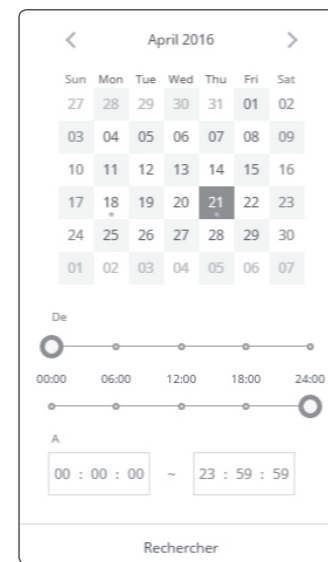 April 2016
Sun Mon Tue Wed Thu Fri Sat
27 28 29 30 31 01 02
03 04 05 06 07 08 09
10 11 12 13 14 15 16
17 18 19 20 21 22 23
24 25 26 27 28 29 30
01 02 03 04 05 06 07
De
00:00 06:00 12:00 18:00 24:00
A
00 : 00 : 00 ~ 23 : 59 : 59
Rechercher